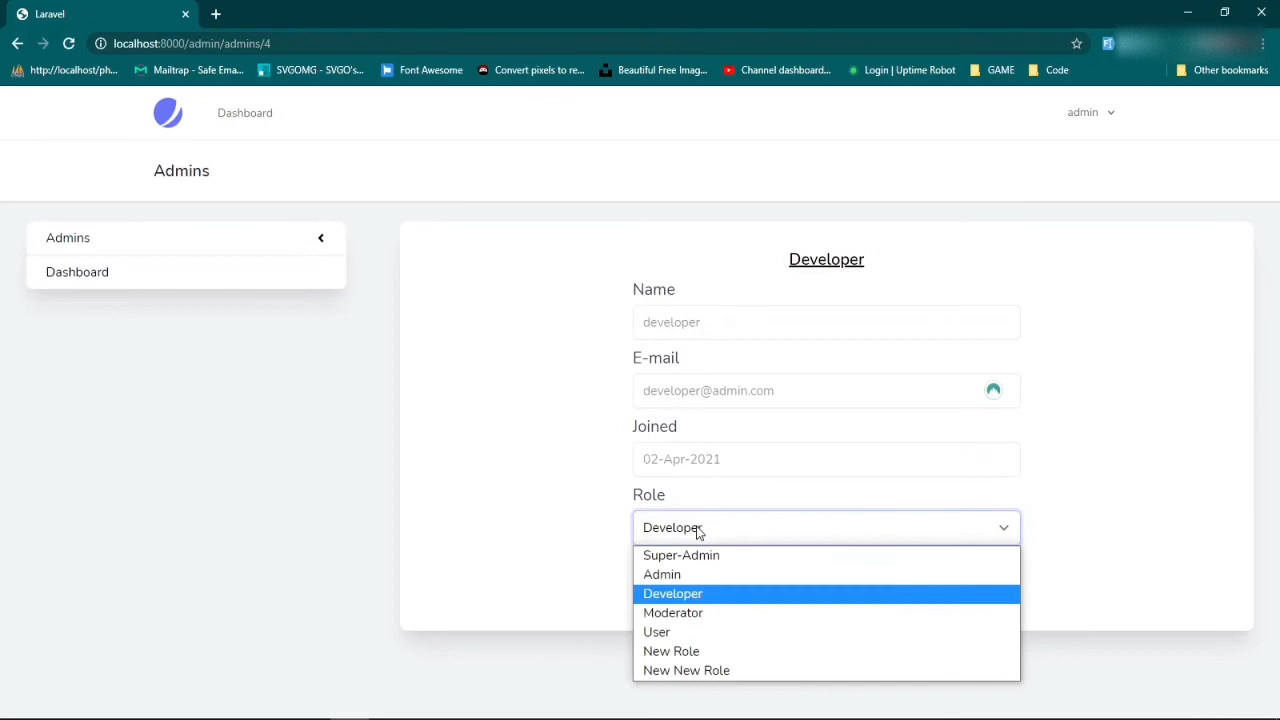 Laravel
localhost:8000/admin/admins/4
http://localhost/ph... Mailtrap - Safe Ema... SVGOMG - SVGO's... Font Awesome Convert pixels to re... Beautiful Free Imag... Channel dashboard... Login | Uptime Robot GAME Code Other bookmarks
Dashboard admin
Admins
Admins
Dashboard
Developer
Name
developer
E-mail
developer@admin.com
Joined
02-Apr-2021
Role
Developer
Super-Admin
Admin
Developer
Moderator
User
New Role
New New Role